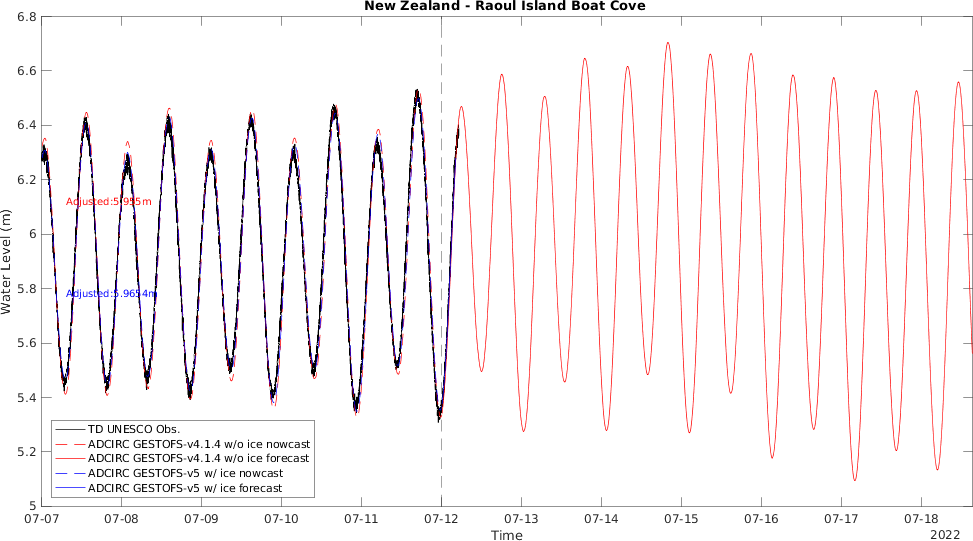 New Zealand - Raoul Island Boat Cove
Water Level (m)
6.8
6.6
6.4
6.2
6
5.8
5.6
5.4
5.2
5
Adjusted:5.955m
Adjusted:5.9654m
TD UNESCO Obs.
ADCIRC GESTOFS-v4.1.4 w/o ice nowcast
ADCIRC GESTOFS-v4.1.4 w/o ice forecast
ADCIRC GESTOFS-v5 w/ ice nowcast
ADCIRC GESTOFS-v5 w/ ice forecast
07-07 07-08 07-09 07-10 07-11 07-12 07-13 07-14 07-15 07-16 07-17 07-18
Time
2022